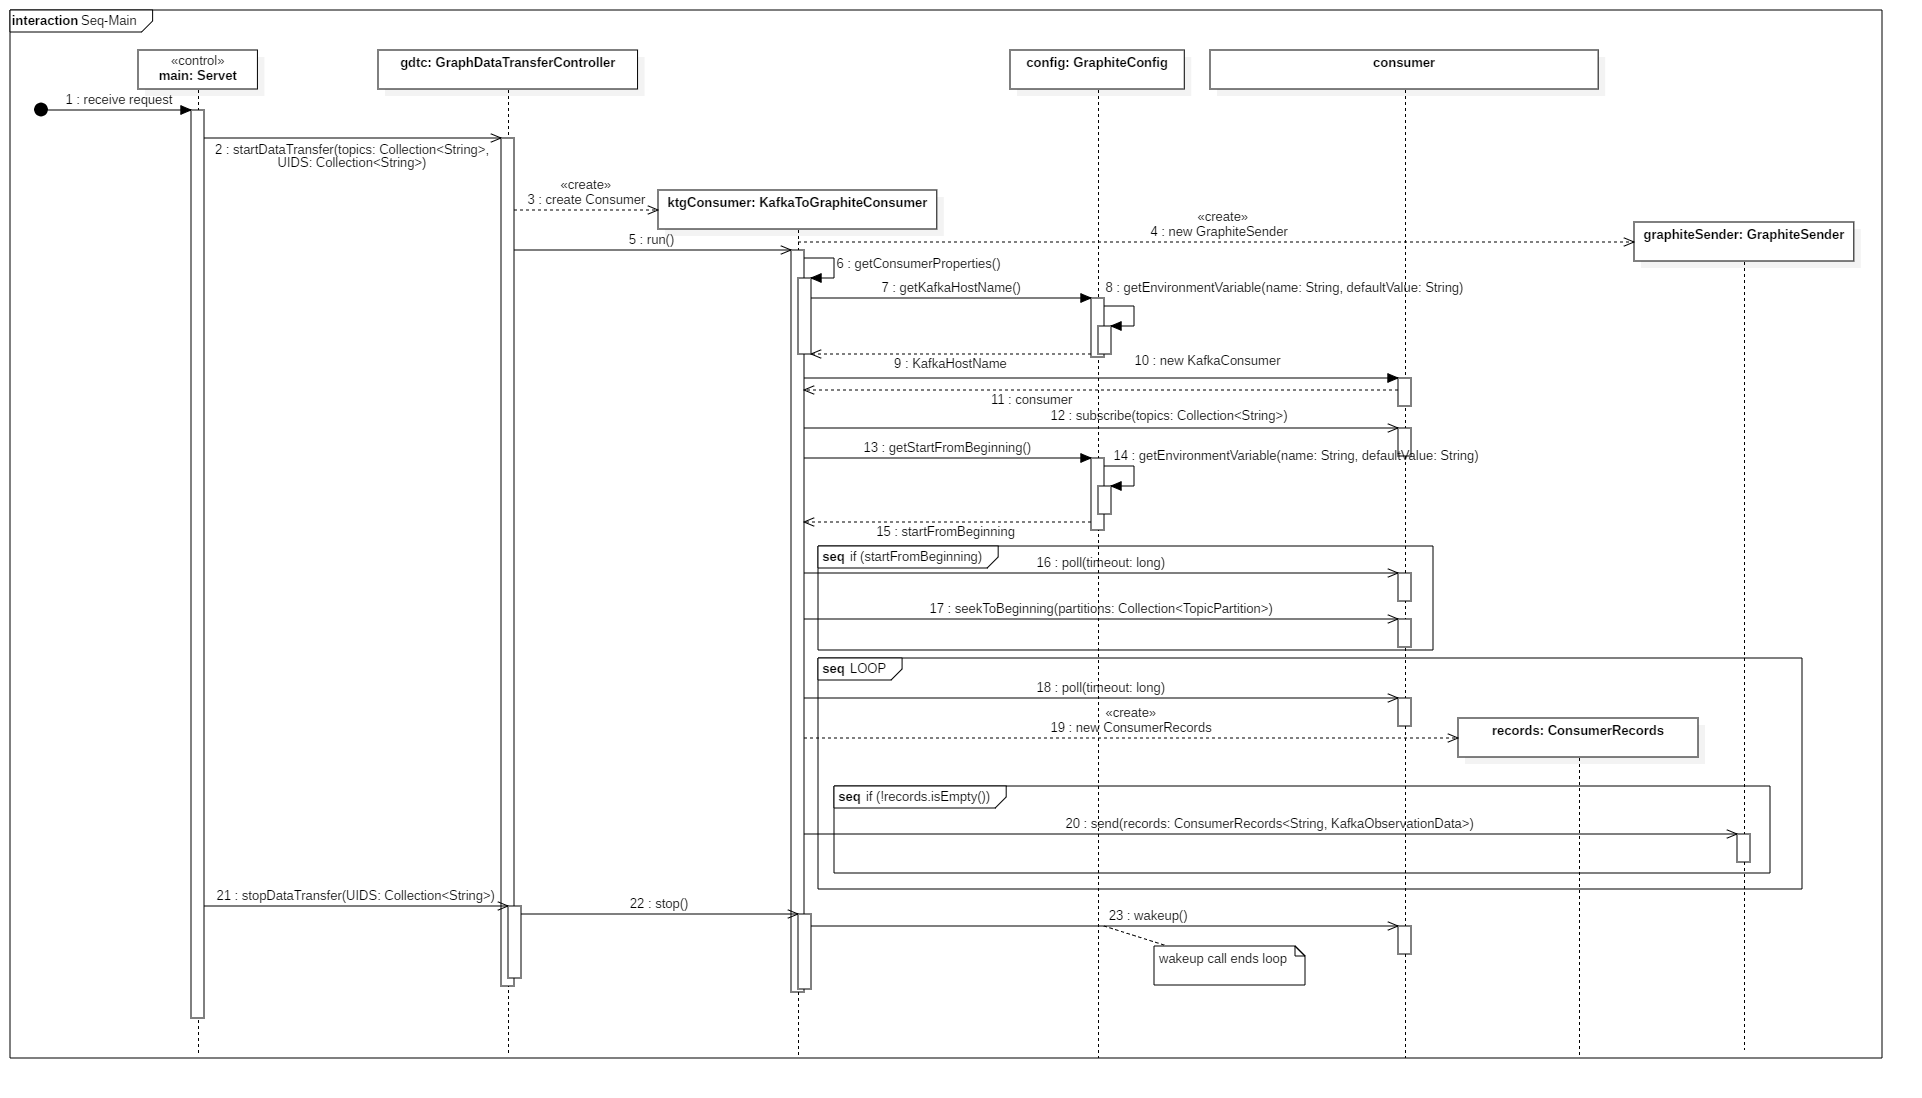 interaction Seq-Main
«control»
main: Servet
gdtc: GraphDataTransferController
config: GraphiteConfig
consumer
1 : receive request
2 : startDataTransfer(topics: Collection<String>,
UIDS: Collection<String>)
«create»
3 : create Consumer
ktgConsumer: KafkaToGraphiteConsumer
«create»
4 : new GraphiteSender
graphiteSender: GraphiteSender
5 : run()
6 : getConsumerProperties()
7 : getKafkaHostName()
8 : getEnvironmentVariable(name: String, defaultValue: String)
9 : KafkaHostName
10 : new KafkaConsumer
11 : consumer
12 : subscribe(topics: Collection<String>)
13 : getStartFromBeginning()
14 : getEnvironmentVariable(name: String, defaultValue: String)
15 : startFromBeginning
seq if (startFromBeginning)
16 : poll(timeout: long)
17 : seekToBeginning(partitions: Collection<TopicPartition>)
seq LOOP
18 : poll(timeout: long)
«create»
19 : new ConsumerRecords
records: ConsumerRecords
seq if (!records.isEmpty())
20 : send(records: ConsumerRecords<String, KafkaObservationData>)
21 : stopDataTransfer(UIDS: Collection<String>)
22 : stop()
23 : wakeup()
wakeup call ends loop